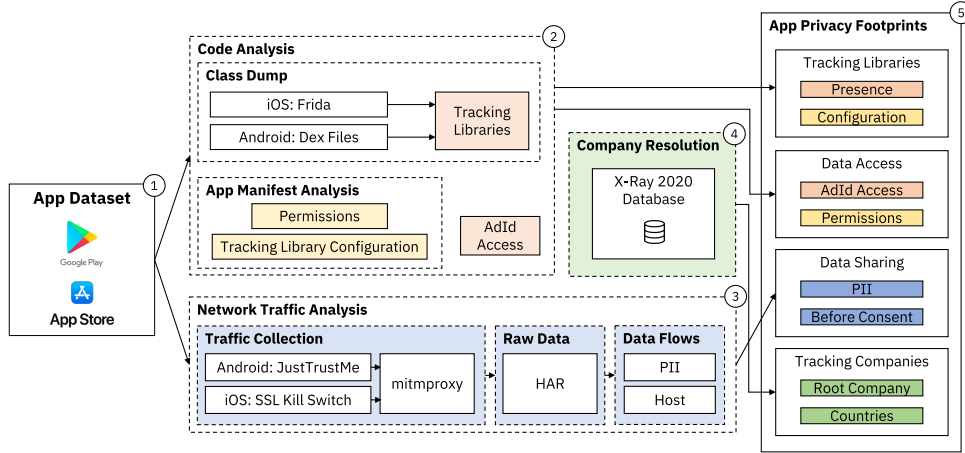 1
App Dataset
Google Play
App Store
2
Code Analysis
Class Dump
iOS: Frida
Android: Dex Files
Tracking
Libraries
App Manifest Analysis
Permissions
Tracking Library Configuration
AdId
Access
3
Network Traffic Analysis
Traffic Collection
Android: JustTrustMe
iOS: SSL Kill Switch
mitmproxy
Raw Data
HAR
Data Flows
PII
Host
4
Company Resolution
X-Ray 2020
Database
5
App Privacy Footprints
Tracking Libraries
Presence
Configuration
Data Access
AdId Access
Permissions
Data Sharing
PII
Before Consent
Tracking Companies
Root Company
Countries